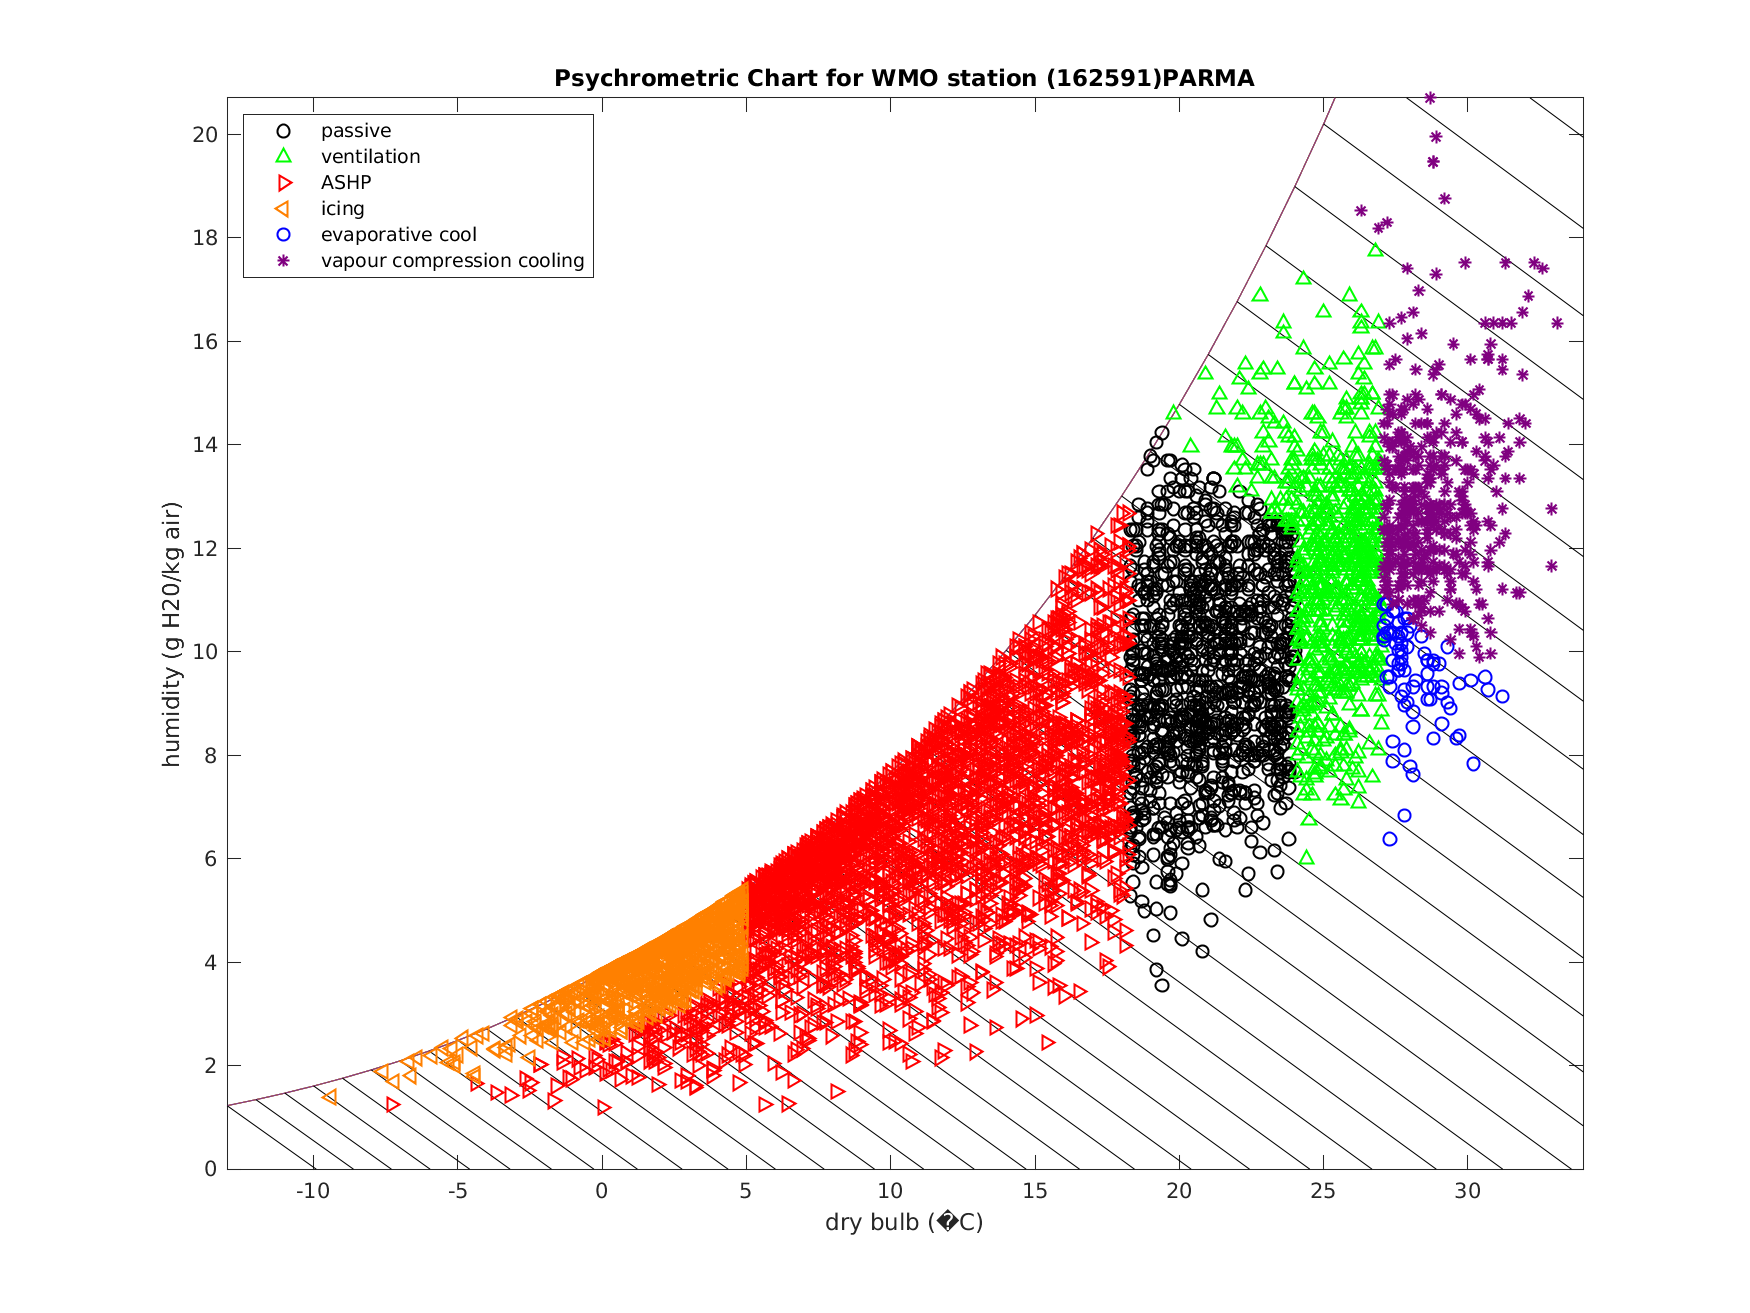 Psychrometric Chart for WMO station (162591)PARMA
passive
ventilation
ASHP
icing
evaporative cool
vapour compression cooling
humidity (g H20/kg air)
20
18
16
14
12
10
8
6
4
2
0
-10 -5 0 5 10 15 20 25 30
dry bulb (�C)